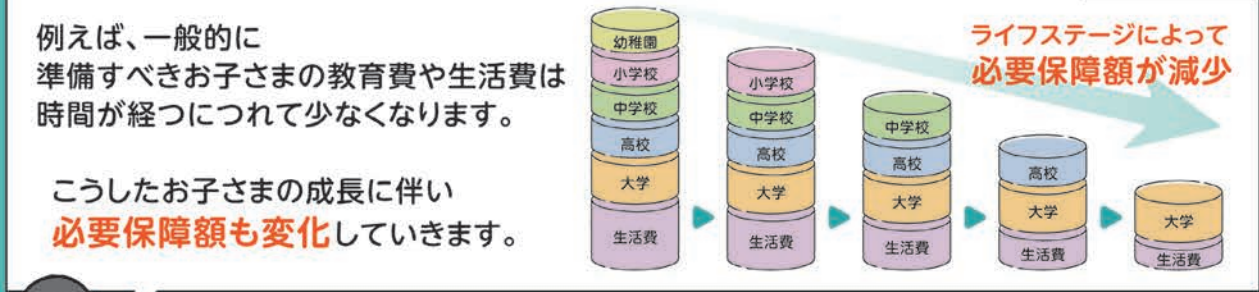 例えば、一般的に
準備すべきお子さまの教育費や生活費は
時間が経つにつれて少なくなります。
こうしたお子さまの成長に伴い
必要保障額も変化していきます。
ライフステージによって
必要保障額が減少
幼稚園
小学校
中学校
高校
大学
生活費
小学校
中学校
高校
大学
生活費
中学校
高校
大学
生活費
高校
大学
生活費
大学
生活費